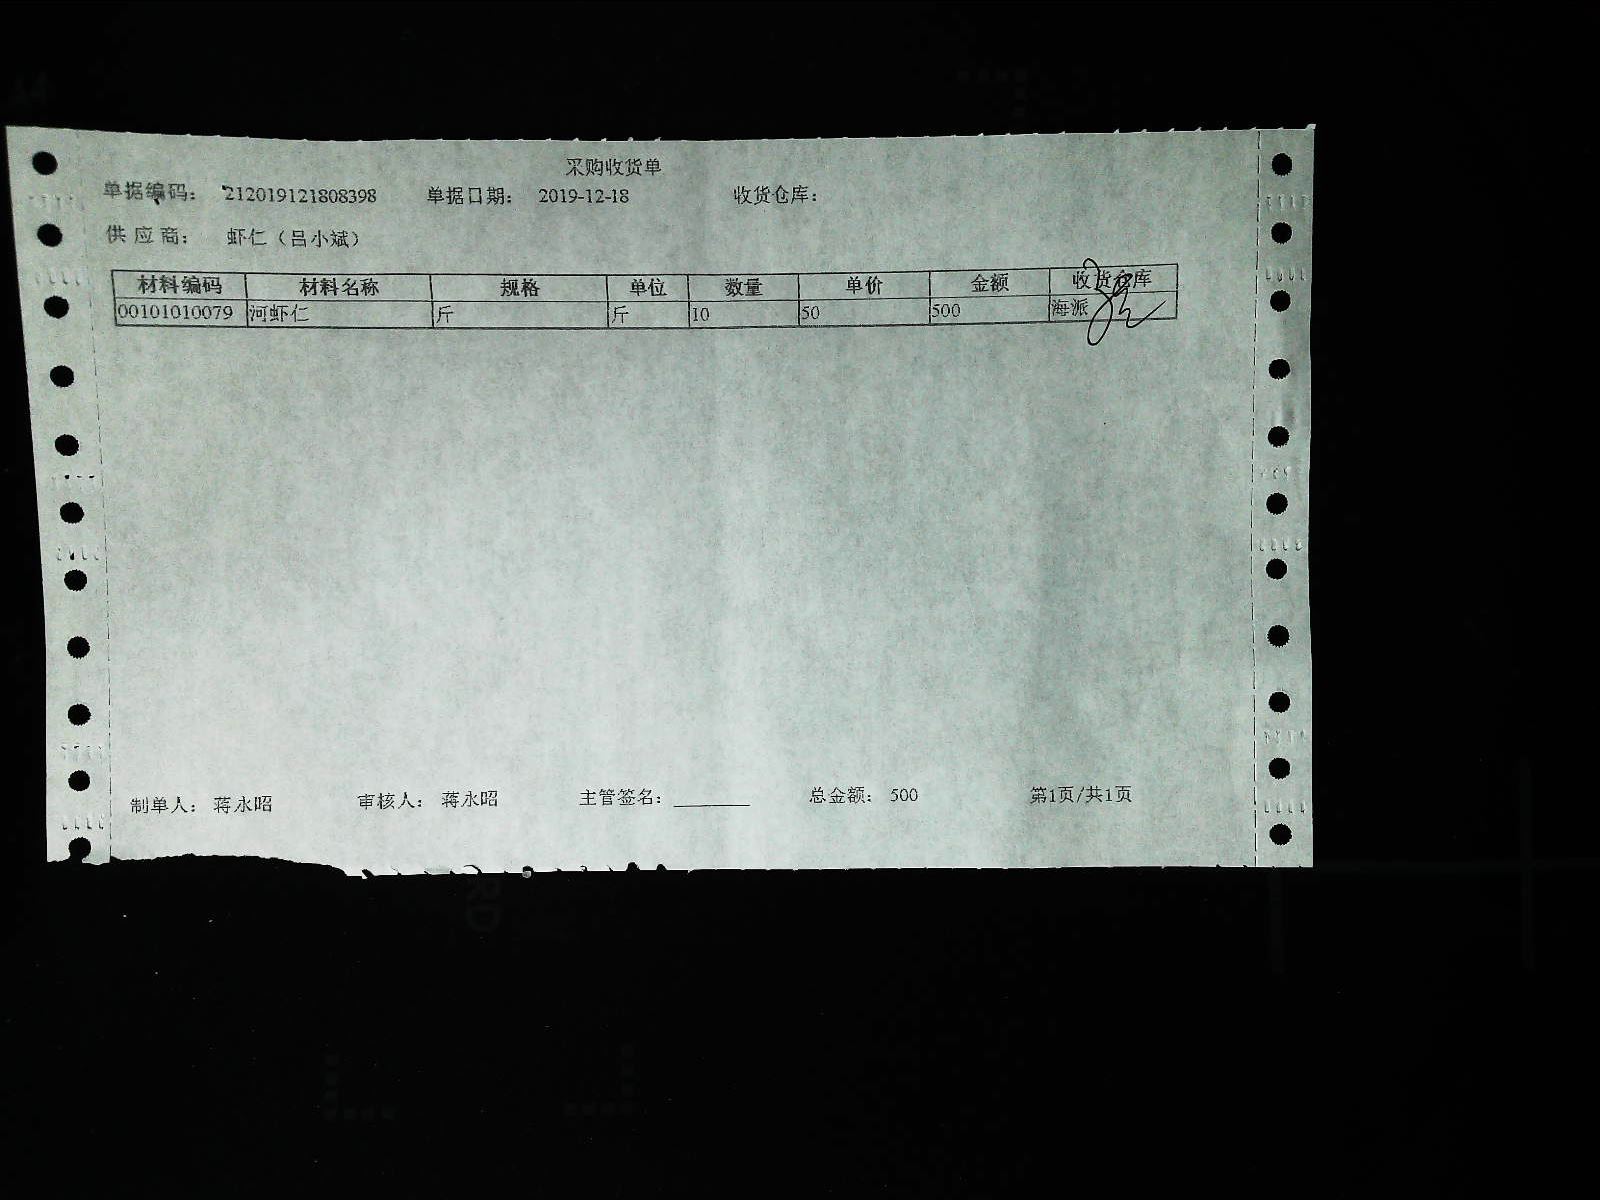 采购收货单
单据编码： 212019121808398 单据日期： 2019-12-18 收货仓库：
供应商： 虾仁（吕小斌）
材料编码 材料名称 规格 单位 数量 单价 金额 收货仓库
00101010079 河虾仁 斤 斤 10 50 500 海派
制单人： 蒋永昭 审核人： 蒋永昭 主管签名： 总金额： 500 第1页/共1页